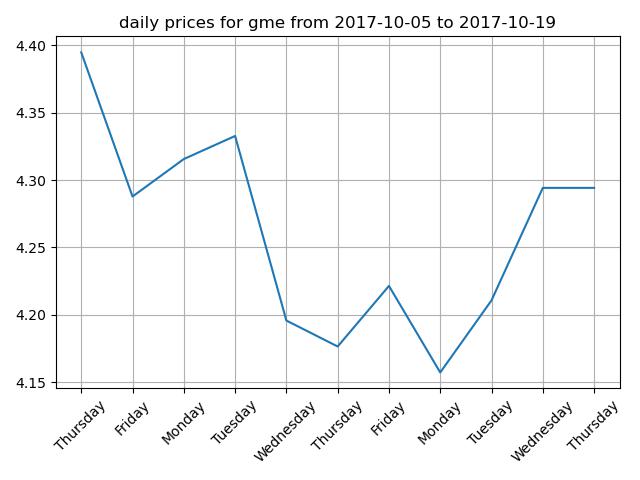 daily prices for gme from 2017-10-05 to 2017-10-19
4.40
4.35
4.30
4.25
4.20
4.15
Thursday
Friday
Monday
Tuesday
Wednesday
Thursday
Friday
Monday
Tuesday
Wednesday
Thursday